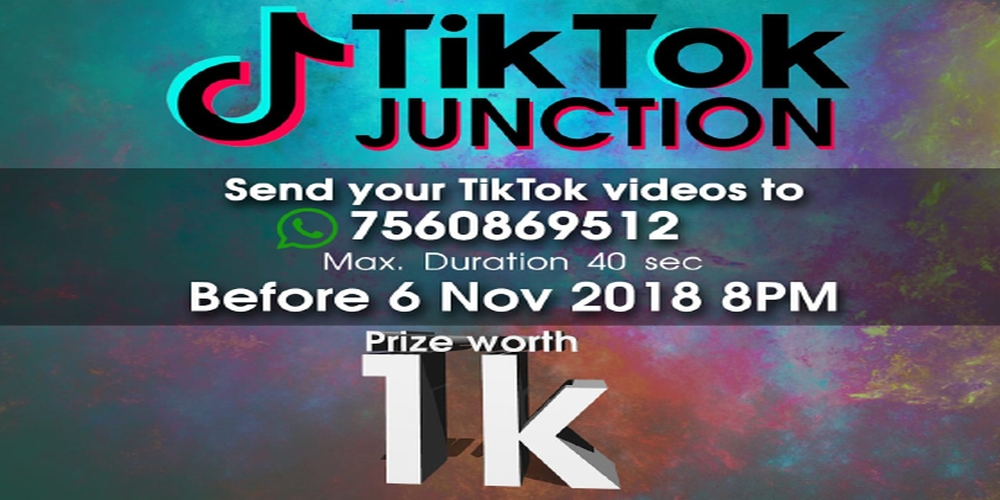 TikTok
JUNCTION
Send your TikTok videos to
7560869512
Max. Duration 40 sec
Before 6 Nov 2018 8PM
Prize worth
1k